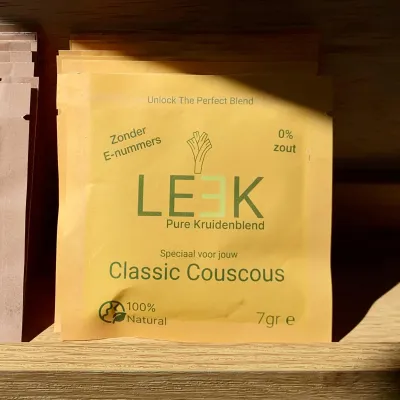 Unlock The Perfect Blend
Zonder
E-nummers
0%
zout
LEEK
Pure Kruidenblend
Speciaal voor jouw
Classic Couscous
100%
Natural
7gr e